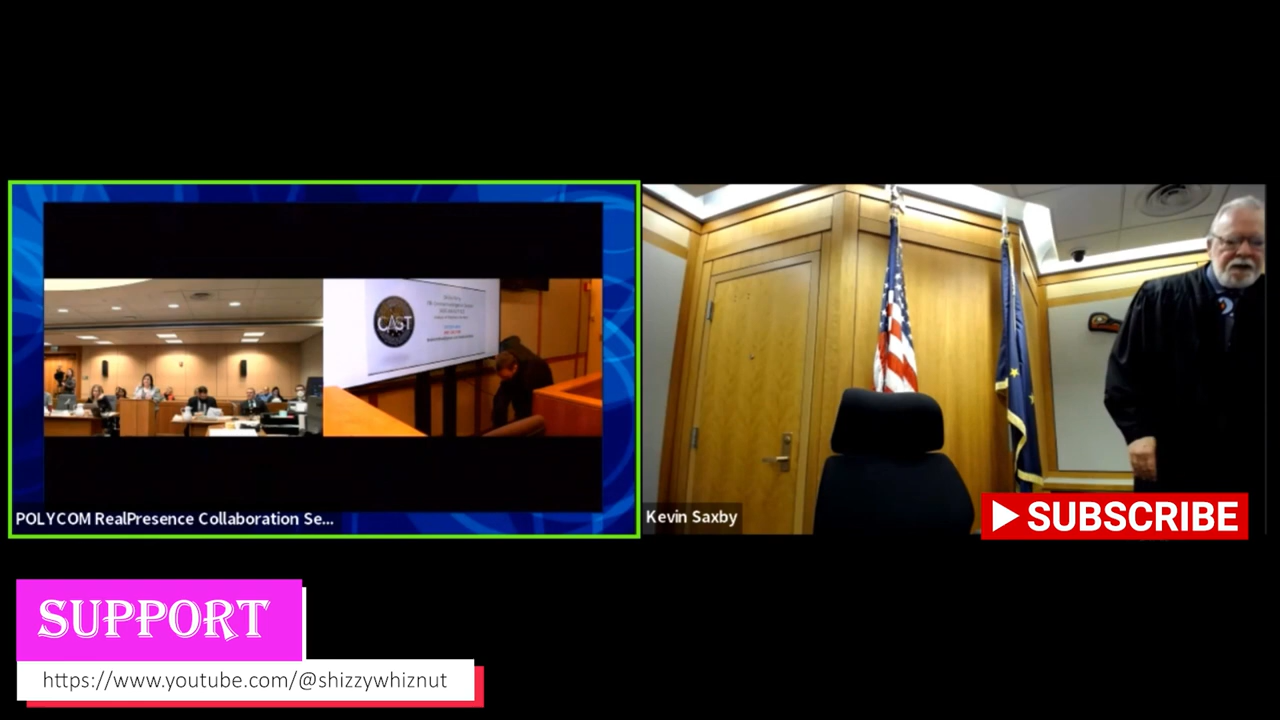 CAST
POLYCOM RealPresence Collaboration Se...
Kevin Saxby
SUBSCRIBE
SUPPORT
https://www.youtube.com/@shizzywhiznut